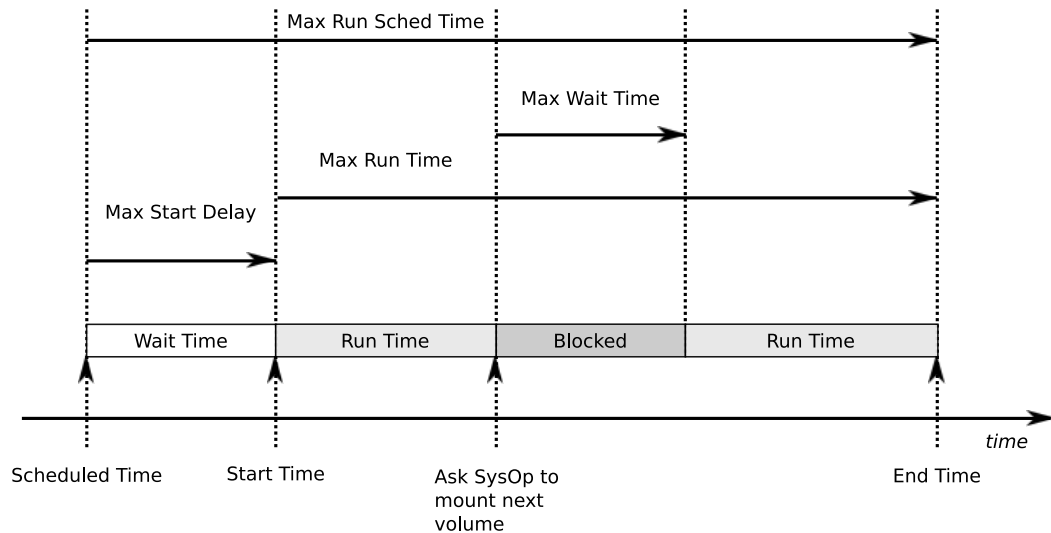 Max Run Sched Time
Max Wait Time
Max Run Time
Max Start Delay
Wait Time
Run Time
Blocked
Run Time
time
Scheduled Time
Start Time
Ask SysOp to
mount next
volume
End Time